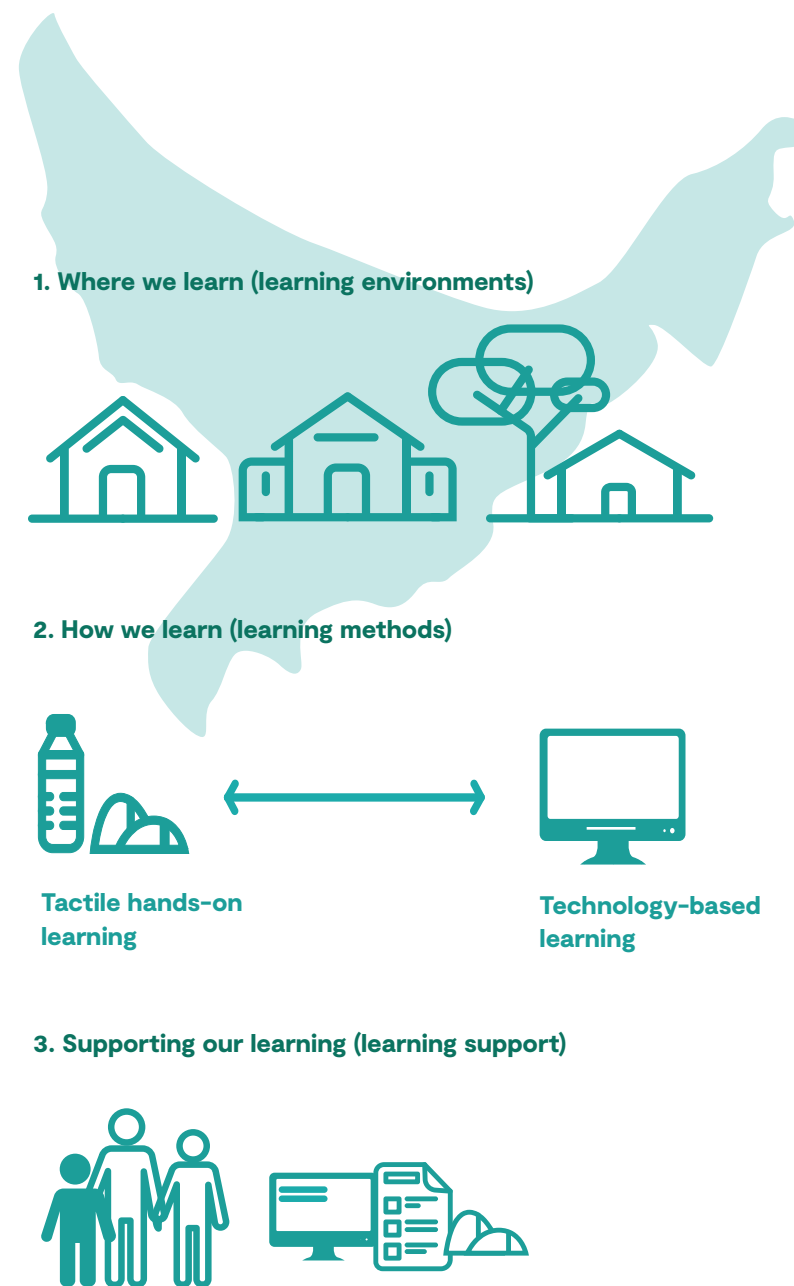 1. Where we learn (learning environments)
2. How we learn (learning methods)
Tactile hands-on
learning
Technology-based
learning
3. Supporting our learning (learning support)